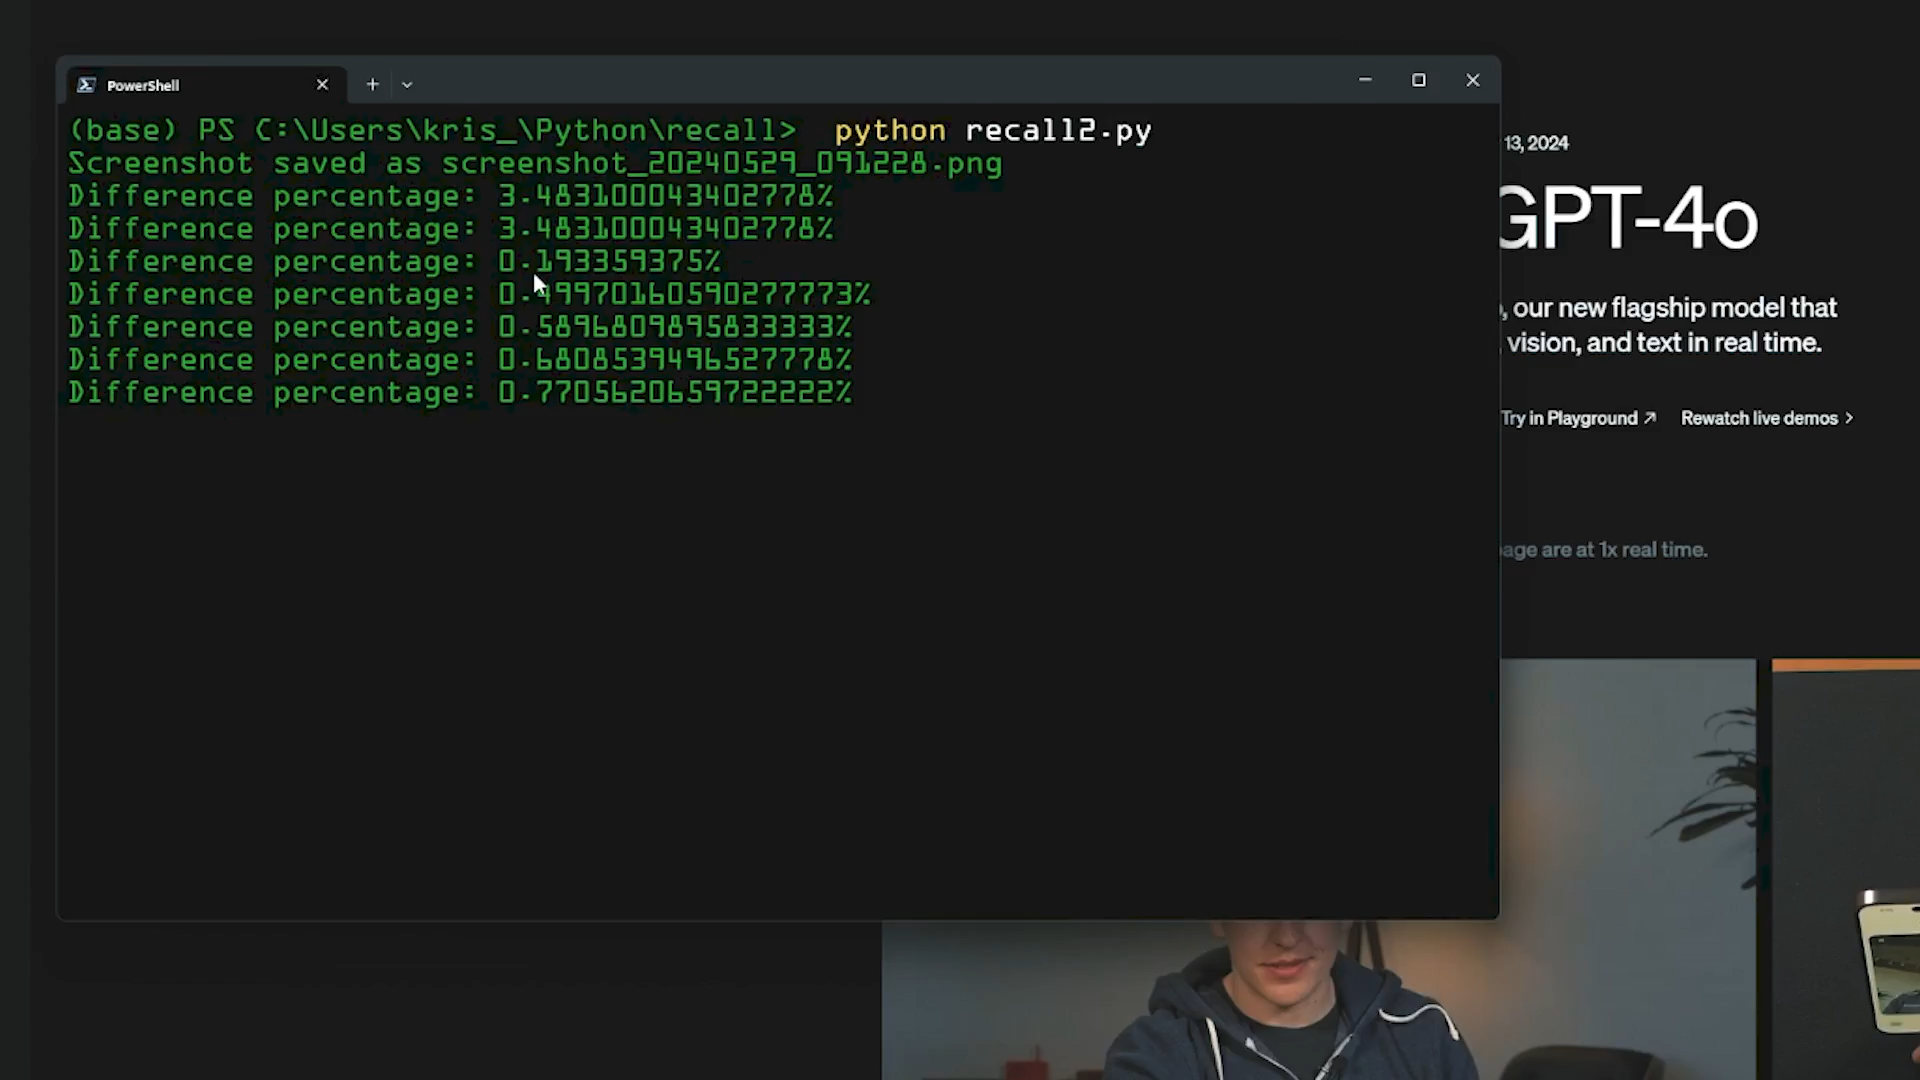 PowerShell
(base) PS C:\Users\kris_\Python\recall> python recall2.py
Screenshot saved as screenshot_20240529_091228.png
Difference percentage: 3.483100043402778%
Difference percentage: 3.483100043402778%
Difference percentage: 0.193359375%
Difference percentage: 0.49970160590277773%
Difference percentage: 0.5896809895833333%
Difference percentage: 0.6808539496527778%
Difference percentage: 0.7705620659722222%
13, 2024
GPT-4o
, our new flagship model that
vision, and text in real time.
Try in Playground ↗ Rewatch live demos >
are at 1x real time.